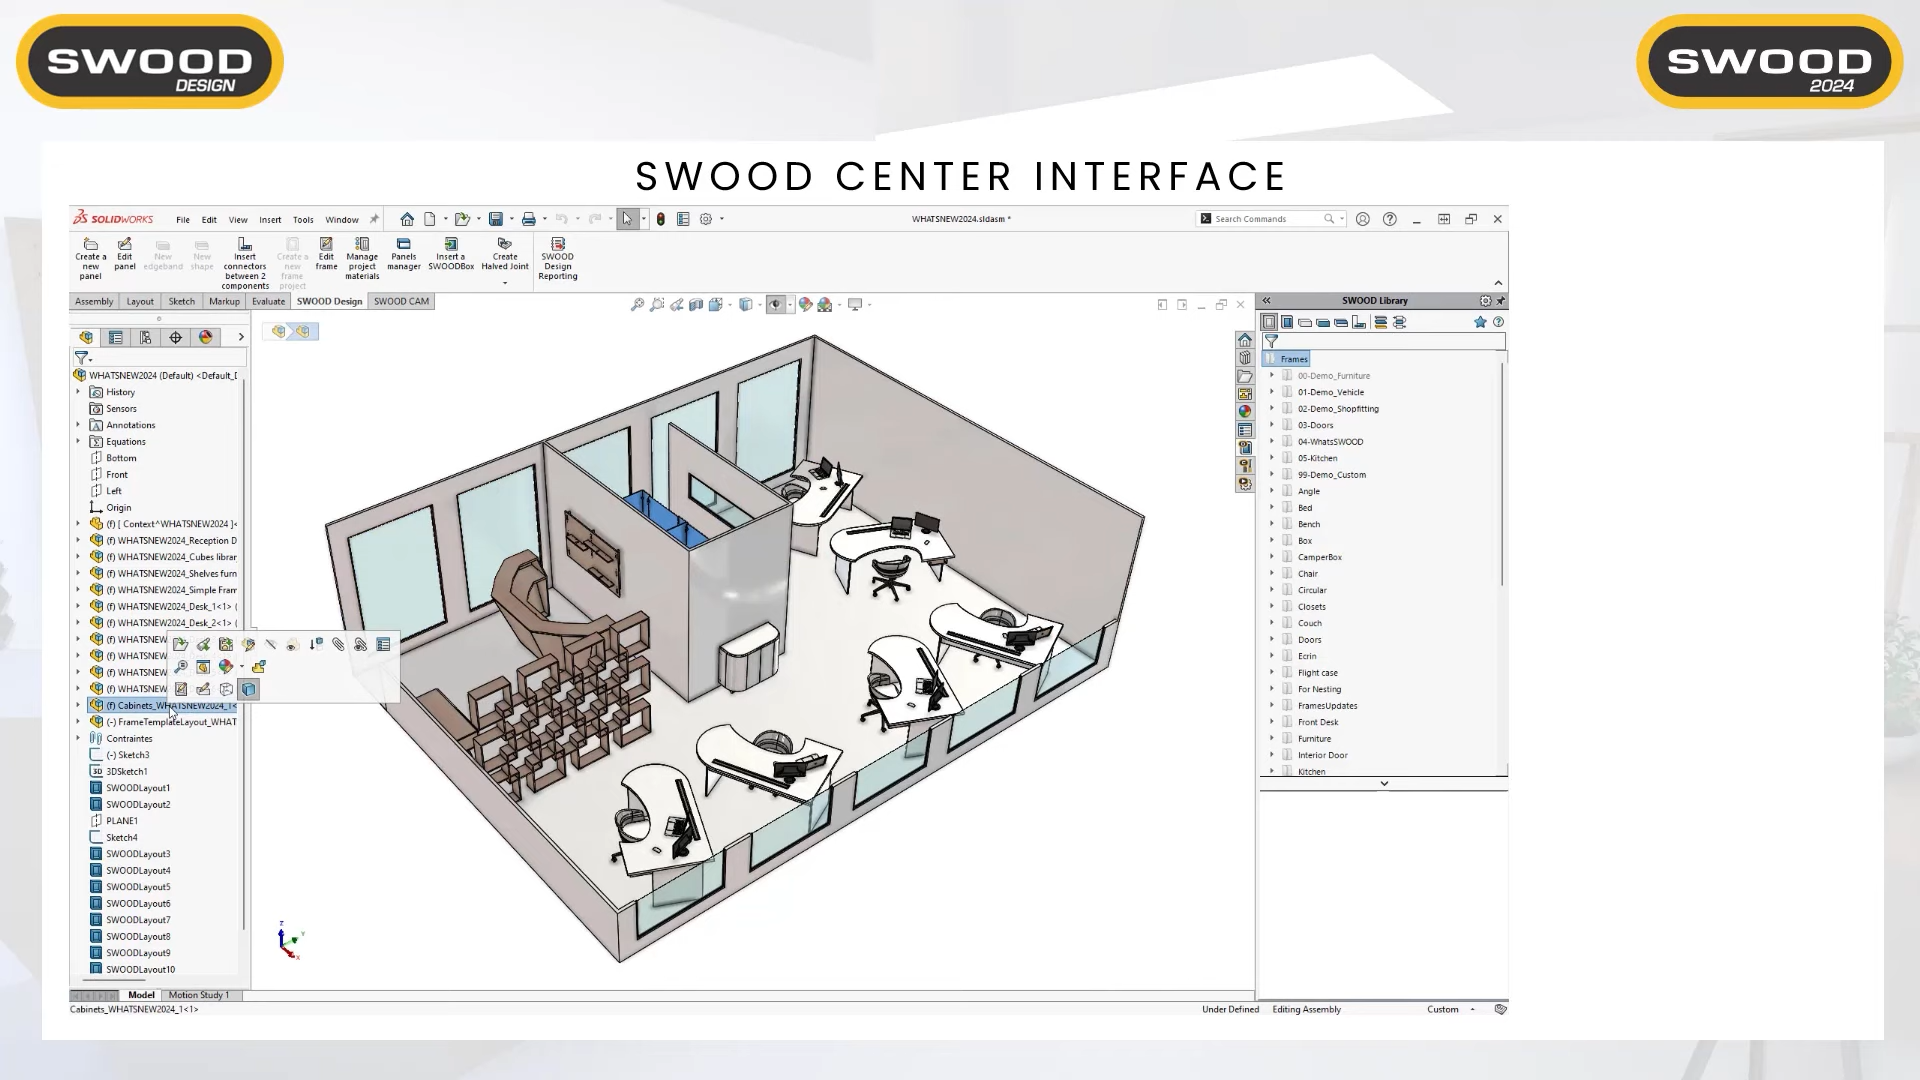 SWOOD
DESIGN
SWOOD
2024
SWOOD CENTER INTERFACE
SOLIDWORKS File Edit View Insert Tools Window WHATSNEW2024.sldasm * Search Commands
Create a new panel
Edit panel
New edgeband
New shape
Insert connectors between 2 components
Create a new frame project
Edit frame
Manage project materials
Panels manager
Insert a SWOODBox
Create Halved Joint
SWOOD Design Reporting
Assembly Layout Sketch Markup Evaluate SWOOD Design SWOOD CAM
WHATSNEW2024 (Default) <Default_D
History
Sensors
Annotations
Equations
Bottom
Front
Left
Origin
(f) [ Context^WHATSNEW2024 ]<
(f) WHATSNEW2024_Reception D
(f) WHATSNEW2024_Cubes librar
(f) WHATSNEW2024_Shelves furn
(f) WHATSNEW2024_Simple Fram
(f) WHATSNEW2024_Desk_1<1> (
(f) WHATSNEW2024_Desk_2<1> (
(f) WHATSNEW
(f) WHATSNEW
(f) WHATSNEW
(f) WHATSNEW
(f) Cabinets_WHATSNEW2024_1<
(-) FrameTemplateLayout_WHAT
Contraintes
(-) Sketch3
3D 3DSketch1
SWOODLayout1
SWOODLayout2
PLANE1
Sketch4
SWOODLayout3
SWOODLayout4
SWOODLayout5
SWOODLayout6
SWOODLayout7
SWOODLayout8
SWOODLayout9
SWOODLayout10
Model Motion Study 1
Cabinets_WHATSNEW2024_1<1>
Z
Y
X
SWOOD Library
Frames
00-Demo_Furniture
01-Demo_Vehicle
02-Demo_Shopfitting
03-Doors
04-WhatsSWOOD
05-Kitchen
99-Demo_Custom
Angle
Bed
Bench
Box
CamperBox
Chair
Circular
Closets
Couch
Doors
Ecrin
Flight case
For Nesting
FramesUpdates
Front Desk
Furniture
Interior Door
Kitchen
Under Defined Editing Assembly Custom